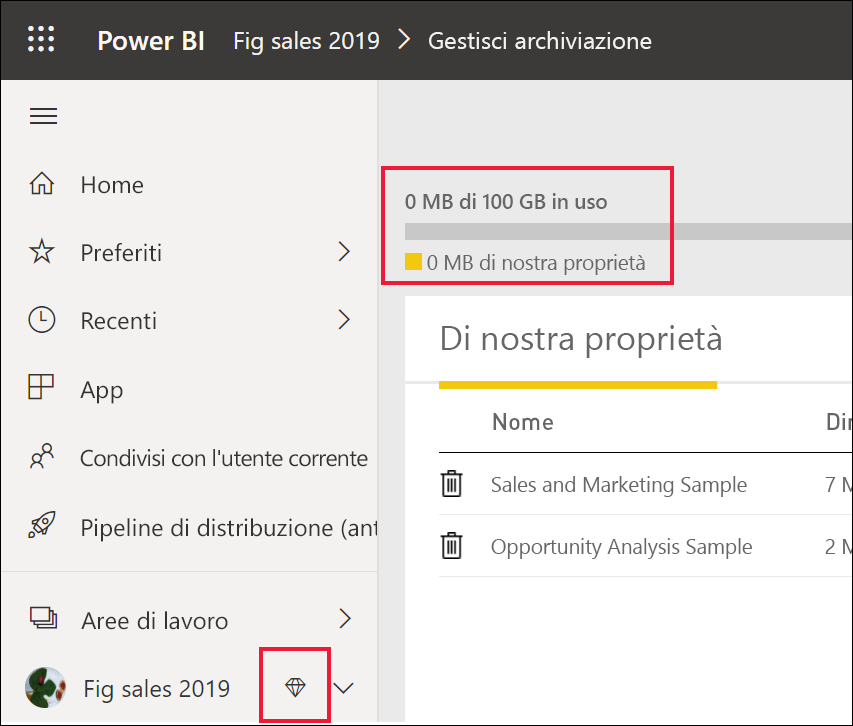 Power BI Fig sales 2019 Gestisci archiviazione
Home
Preferiti
Recenti
App
Condivisi con l'utente corrente
Pipeline di distribuzione (ant
Aree di lavoro
Fig sales 2019
0 MB di 100 GB in uso
0 MB di nostra proprietà
Di nostra proprietà
Nome Dir
Sales and Marketing Sample 7 M
Opportunity Analysis Sample 2 M